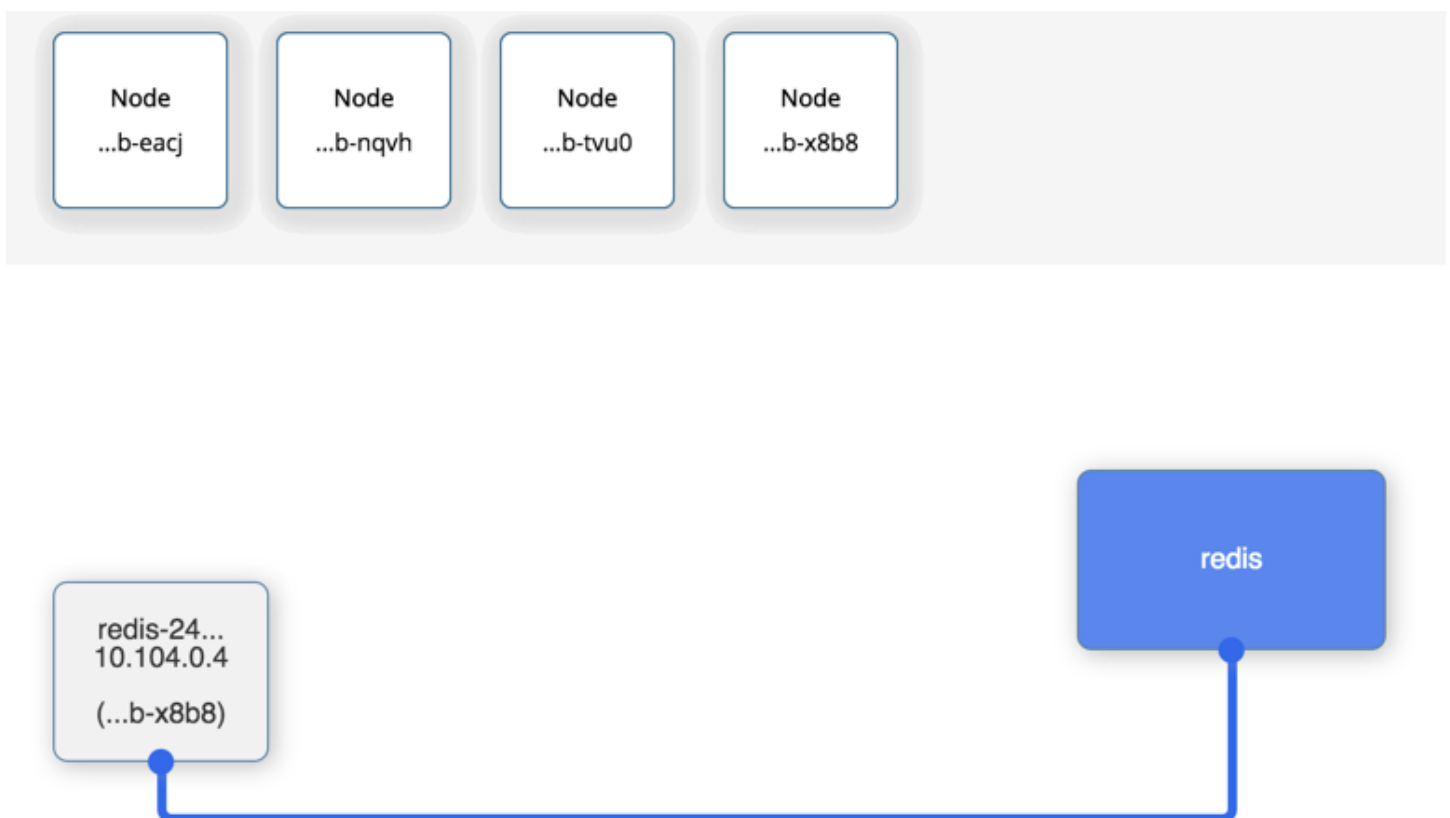 Node
...b-eacj
Node
...b-nqvh
Node
...b-tvu0
Node
...b-x8b8
redis
redis-24...
10.104.0.4
(...b-x8b8)